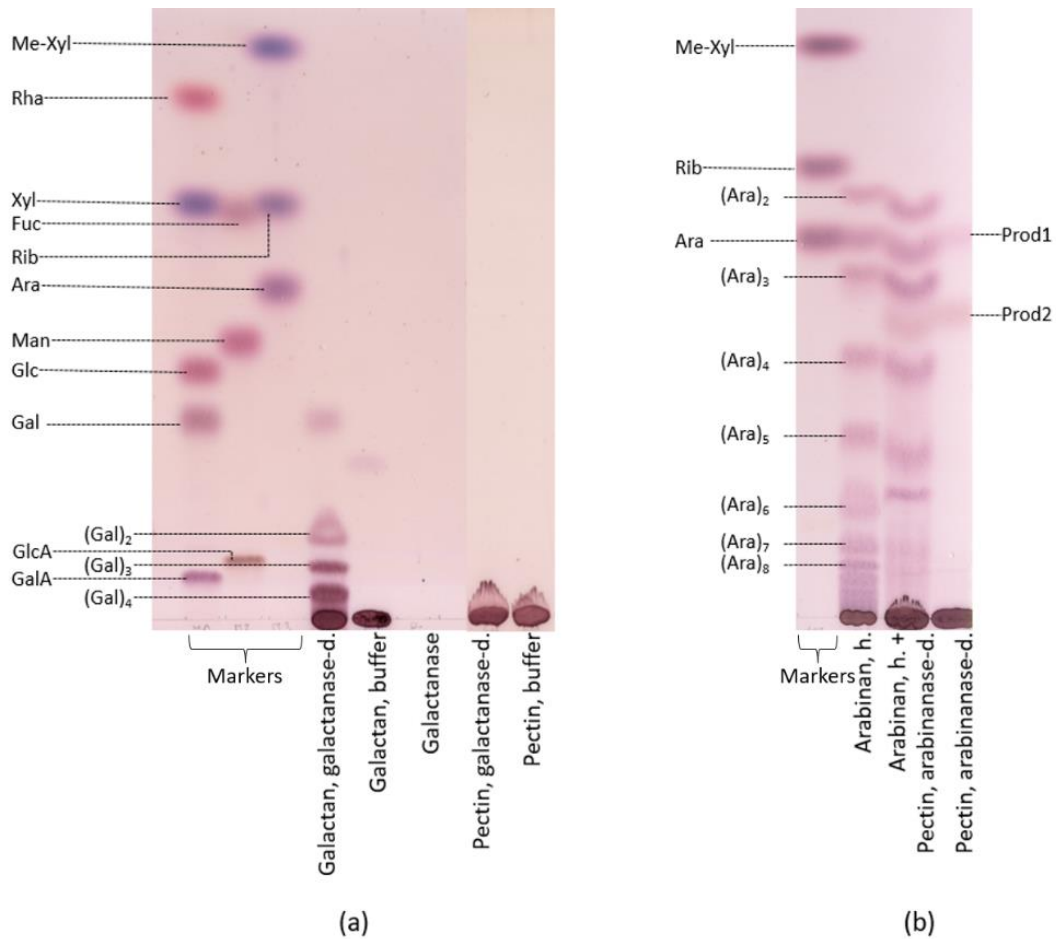 Me-Xyl
Rha
Xyl
Fuc
Rib
Ara
Man
Glc
Gal
(Gal)₂
GlcA
(Gal)₃
GalA
(Gal)₄
Markers
Galactan, galactanase-d.
Galactan, buffer
Galactanase
Pectin, galactanase-d.
Pectin, buffer
(a)
Me-Xyl
Rib
(Ara)₂
Ara
Prod1
(Ara)₃
Prod2
(Ara)₄
(Ara)₅
(Ara)₆
(Ara)₇
(Ara)₈
Markers
Arabinan, h.
Arabinan, h. +
Pectin, arabinanase-d.
Pectin, arabinanase-d.
(b)